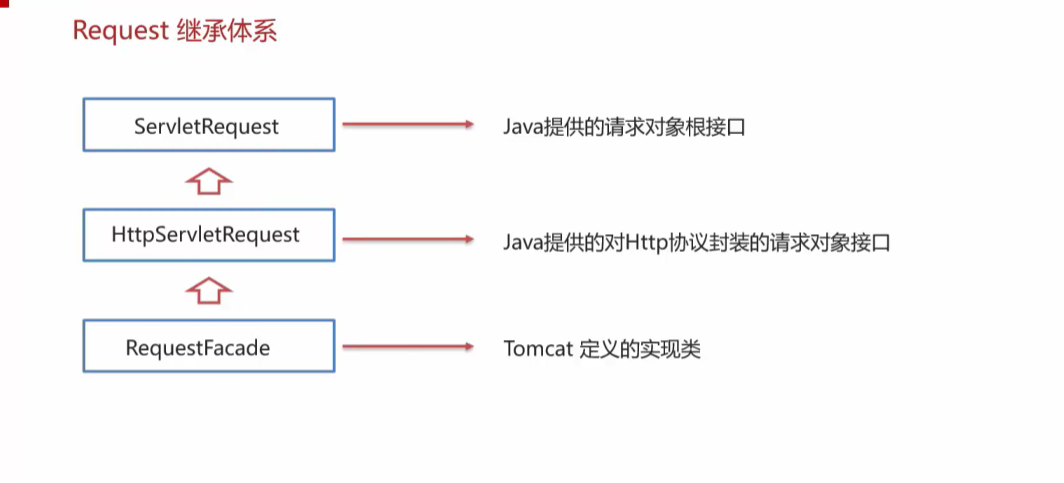 Request 继承体系
ServletRequest
Java提供的请求对象根接口
HttpServletRequest
Java提供的对Http协议封装的请求对象接口
RequestFacade
Tomcat 定义的实现类